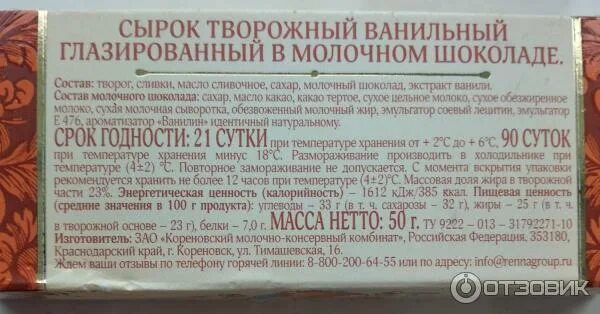 СЫРОК ТВОРОЖНЫЙ ВАНИЛЬНЫЙ
ГЛАЗИРОВАННЫЙ В МОЛОЧНОМ ШОКОЛАДЕ.
Состав: творог, сливки, масло сливочное, сахар, молочный шоколад, экстракт ванили.
Состав молочного шоколада: сахар, масло какао, какао тертое, сухое цельное молоко, сухое обезжиренное
молоко, сухая молочная сыворотка, обезвоженный молочный жир, эмульгатор соевый лецитин, эмульгатор
Е 476, ароматизатор «Ванилин» идентичный натуральному.
СРОК ГОДНОСТИ: 21 СУТКИ при температуре хранения от + 2°С до + 6°С, 90 СУТОК
при температуре хранения минус 18°С. Размораживание производить в холодильнике
при температуре (4±2) °С. Повторное замораживание не допускается. С момента вскрытия упаковки
рекомендуется хранить не более 12 часов при температуре (4±2)°С. Массовая доля жира в творожной
части 23%. Энергетическая ценность (калорийность) – 1612 кДж/385 ккал. Пищевая ценность
(средние значения в 100 г продукта): углеводы – 33 г (в т.ч. сахарозы – 32 г), жиры – 25 г (в т.ч.
в творожной основе – 23 г), белки – 7,0 г. МАССА НЕТТО: 50 г. ТУ 9222 – 013 – 31792271-10
Изготовитель: ЗАО «Кореновский молочно-консервный комбинат», Российская Федерация, 353180,
Краснодарский край, г. Кореновск, ул. Тимашевская, 16.
Ждем ваши отзывы по телефону горячей линии: 8-800-200-64-55 или по адресу: info@rennagroup.ru
ОТЗОВИК